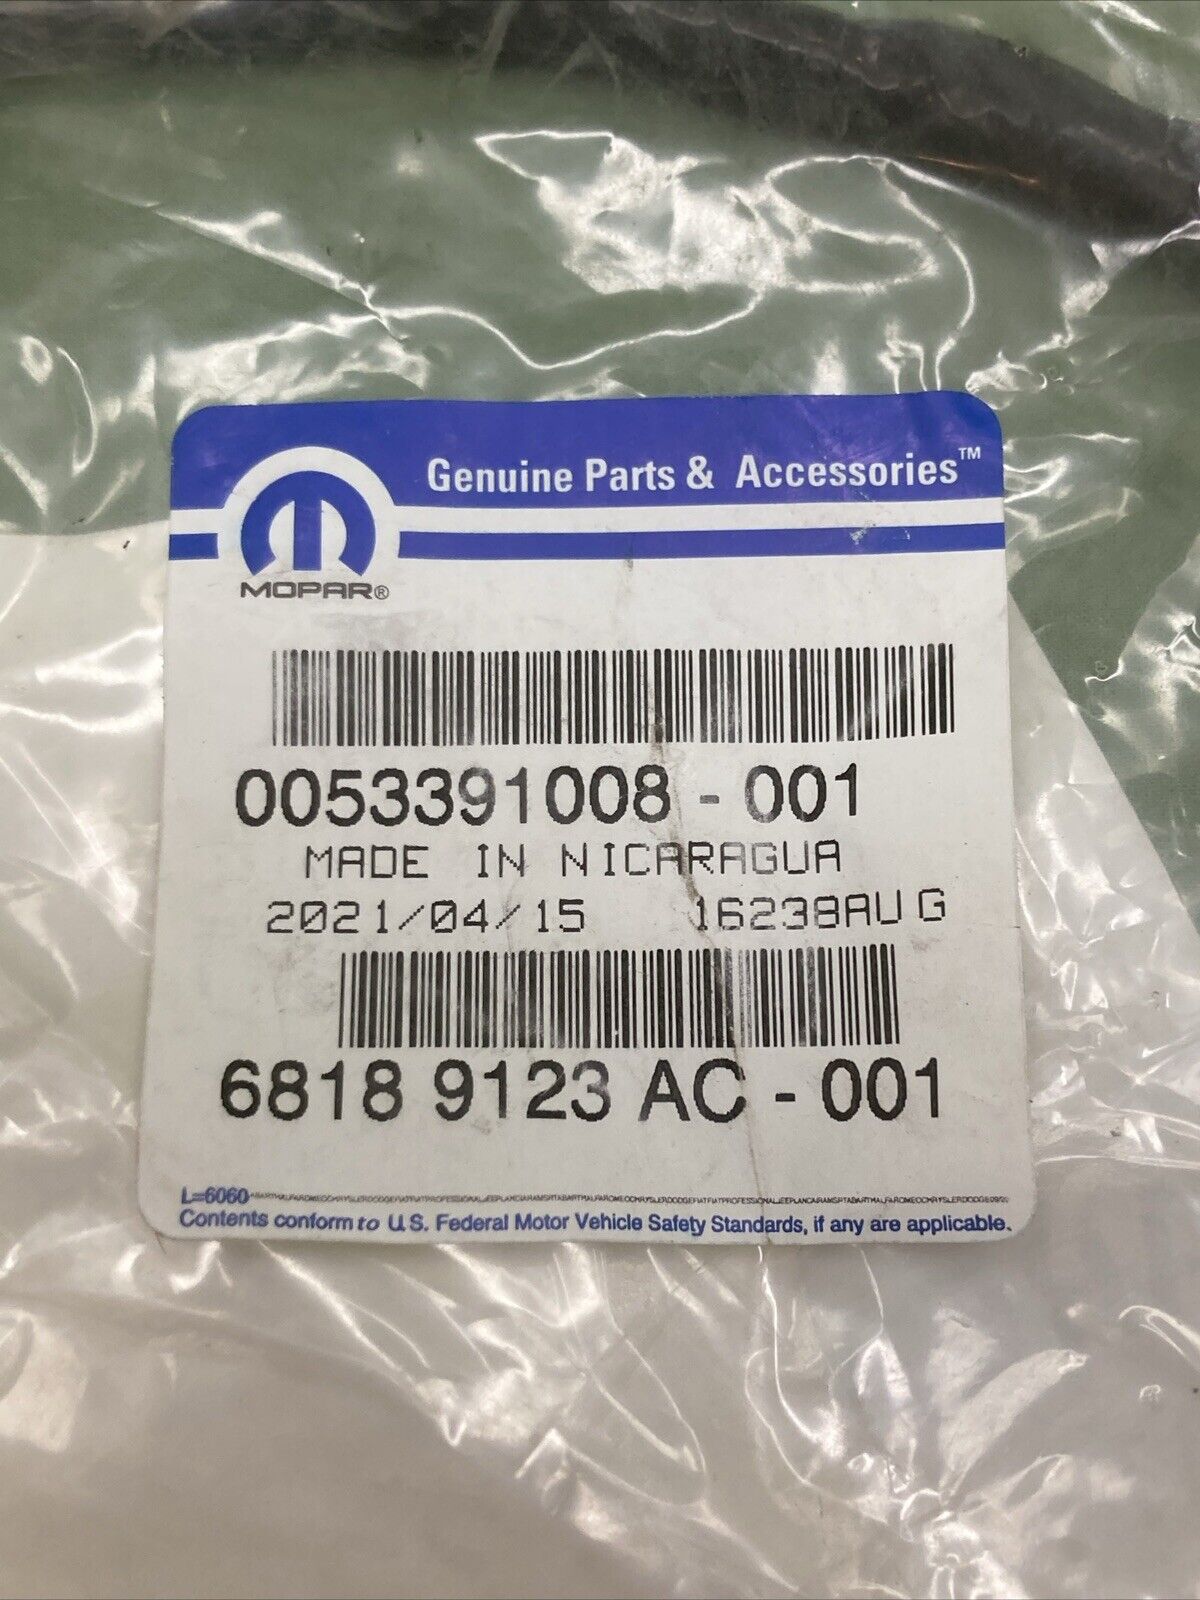 Genuine Parts & Accessories™
MOPAR®
0053391008 - 001
MADE IN NICARAGUA
2021/04/15 16238AUG
6818 9123 AC - 001
L=6060
Contents conform to U.S. Federal Motor Vehicle Safety Standards, if any are applicable.